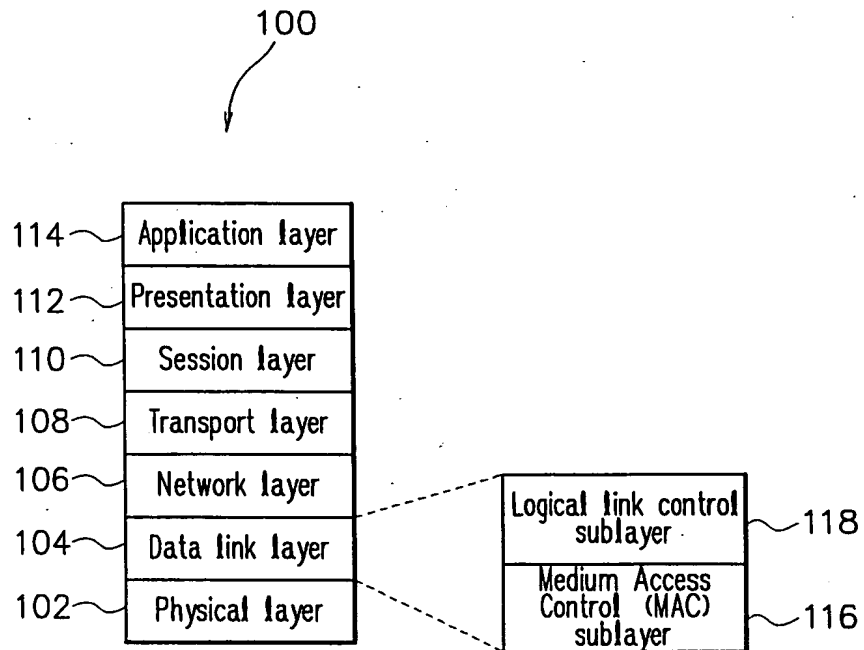 100
114 Application layer
112 Presentation layer
110 Session layer
108 Transport layer
106 Network layer
104 Data link layer
102 Physical layer
Logical link control
sublayer
118
Medium Access
Control (MAC)
sublayer
116